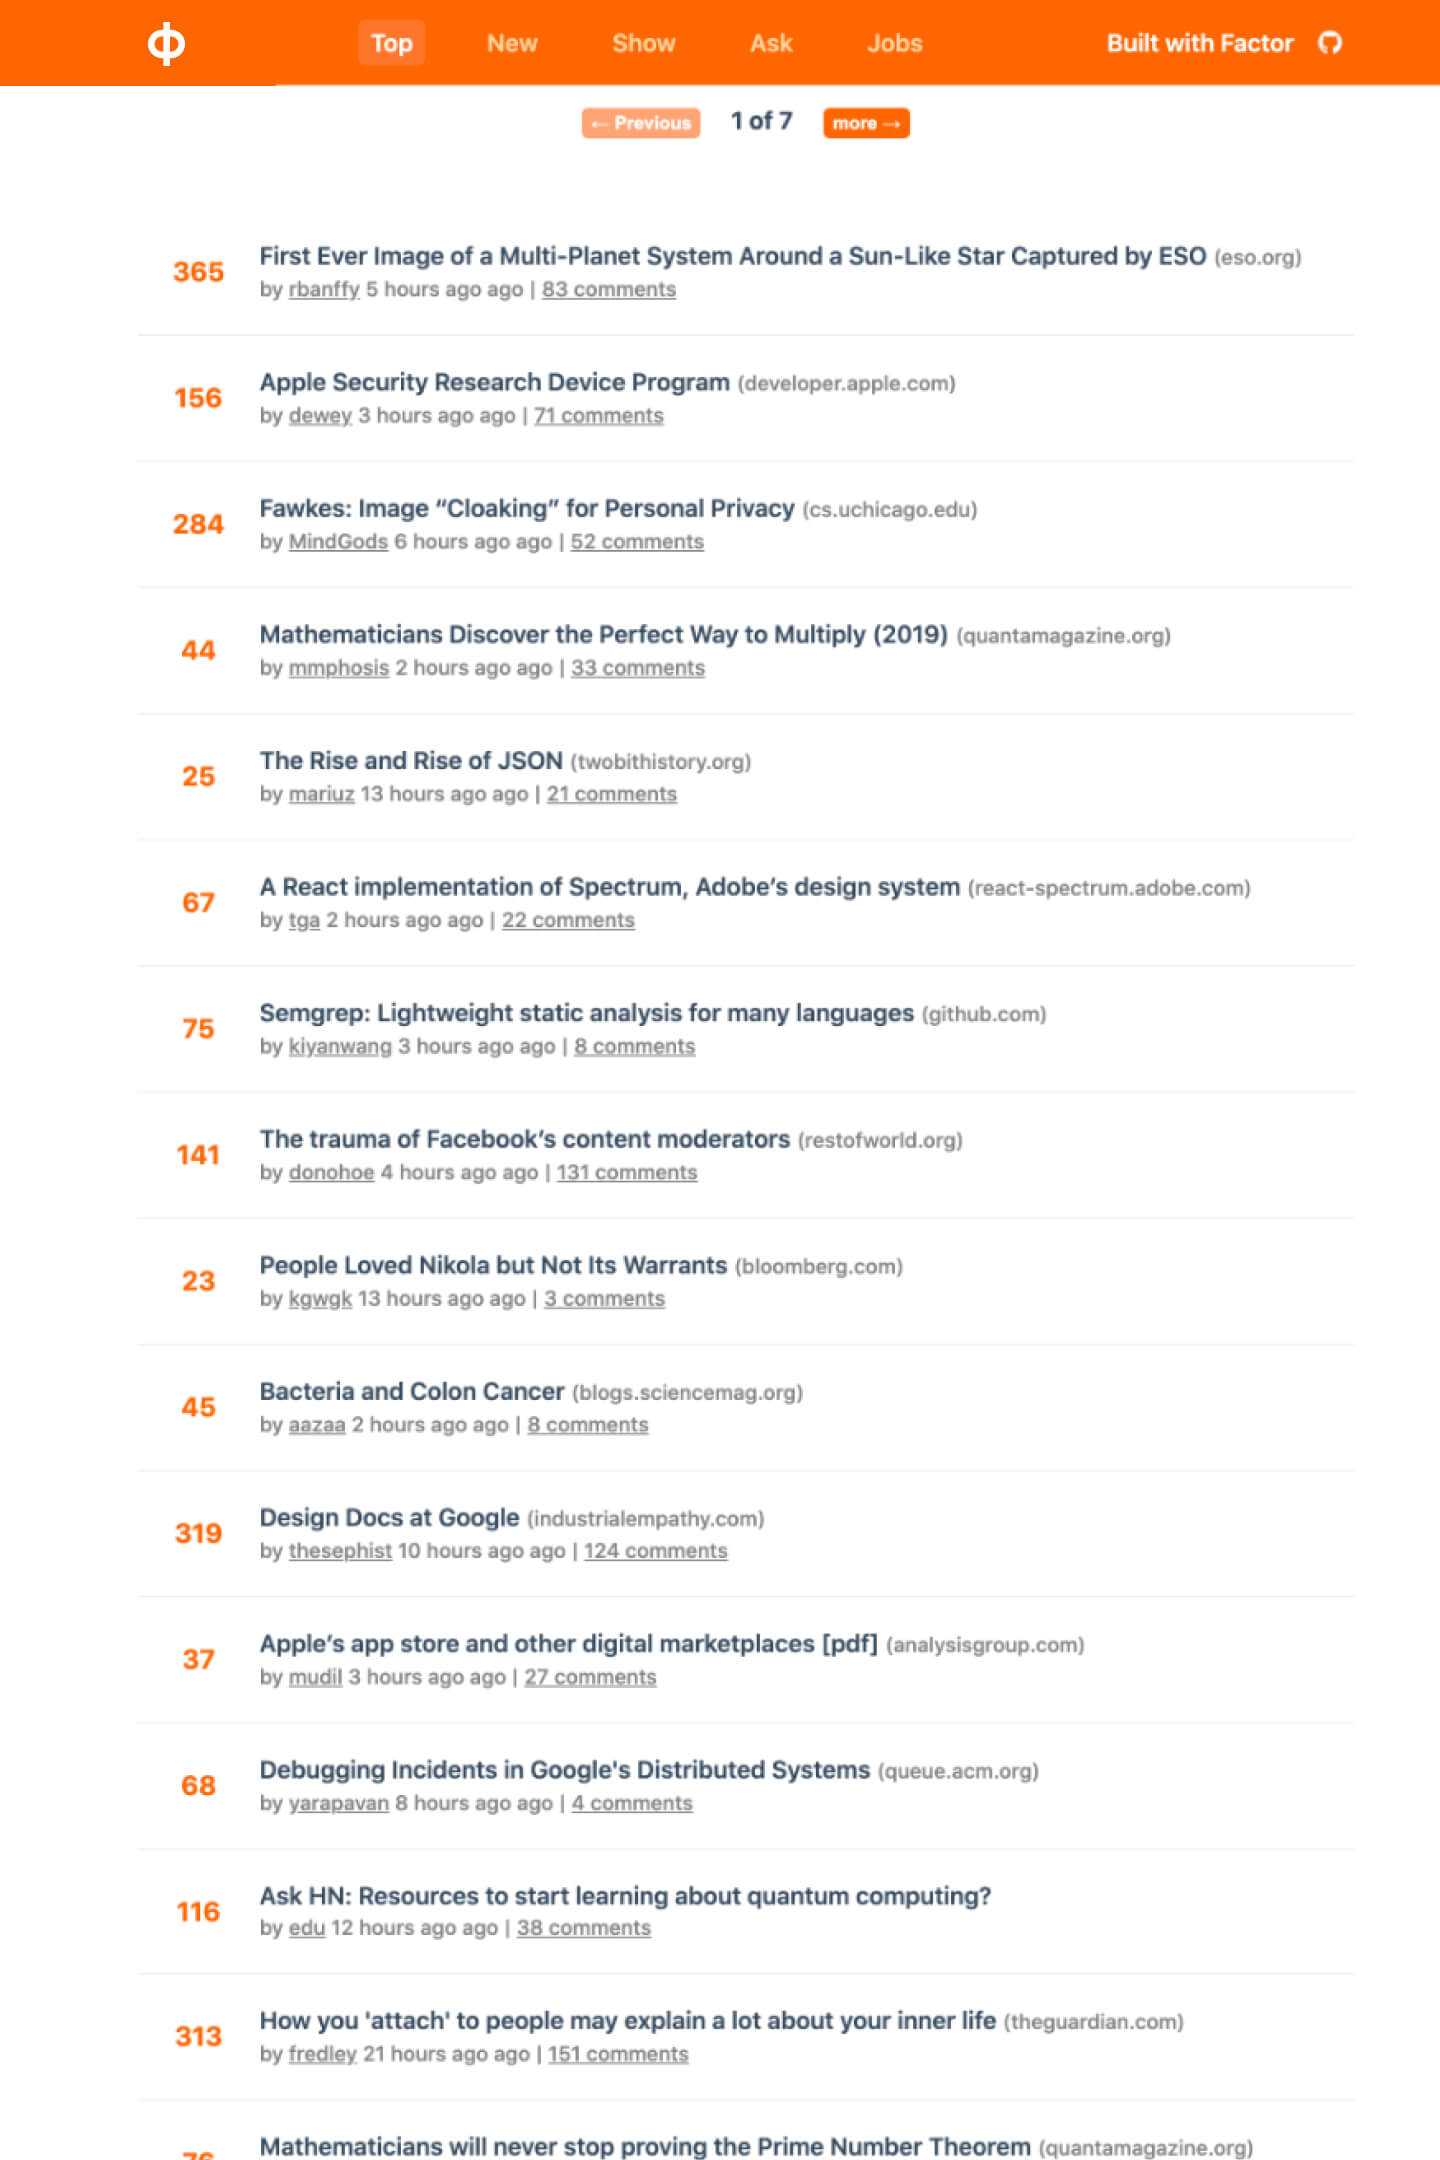 Top New Show Ask Jobs Built with Factor
← Previous 1 of 7 more →
365
First Ever Image of a Multi-Planet System Around a Sun-Like Star Captured by ESO (eso.org)
by rbanffy 5 hours ago ago | 83 comments
156
Apple Security Research Device Program (developer.apple.com)
by dewey 3 hours ago ago | 71 comments
284
Fawkes: Image “Cloaking” for Personal Privacy (cs.uchicago.edu)
by MindGods 6 hours ago ago | 52 comments
44
Mathematicians Discover the Perfect Way to Multiply (2019) (quantamagazine.org)
by mmphosis 2 hours ago ago | 33 comments
25
The Rise and Rise of JSON (twobithistory.org)
by mariuz 13 hours ago ago | 21 comments
67
A React implementation of Spectrum, Adobe’s design system (react-spectrum.adobe.com)
by tga 2 hours ago ago | 22 comments
75
Semgrep: Lightweight static analysis for many languages (github.com)
by kiyanwang 3 hours ago ago | 8 comments
141
The trauma of Facebook’s content moderators (restofworld.org)
by donohoe 4 hours ago ago | 131 comments
23
People Loved Nikola but Not Its Warrants (bloomberg.com)
by kgwgk 13 hours ago ago | 3 comments
45
Bacteria and Colon Cancer (blogs.sciencemag.org)
by aazaa 2 hours ago ago | 8 comments
319
Design Docs at Google (industrialempathy.com)
by thesephist 10 hours ago ago | 124 comments
37
Apple’s app store and other digital marketplaces [pdf] (analysisgroup.com)
by mudil 3 hours ago ago | 27 comments
68
Debugging Incidents in Google's Distributed Systems (queue.acm.org)
by yarapavan 8 hours ago ago | 4 comments
116
Ask HN: Resources to start learning about quantum computing?
by edu 12 hours ago ago | 38 comments
313
How you 'attach' to people may explain a lot about your inner life (theguardian.com)
by fredley 21 hours ago ago | 151 comments
Mathematicians will never stop proving the Prime Number Theorem (quantamagazine.org)